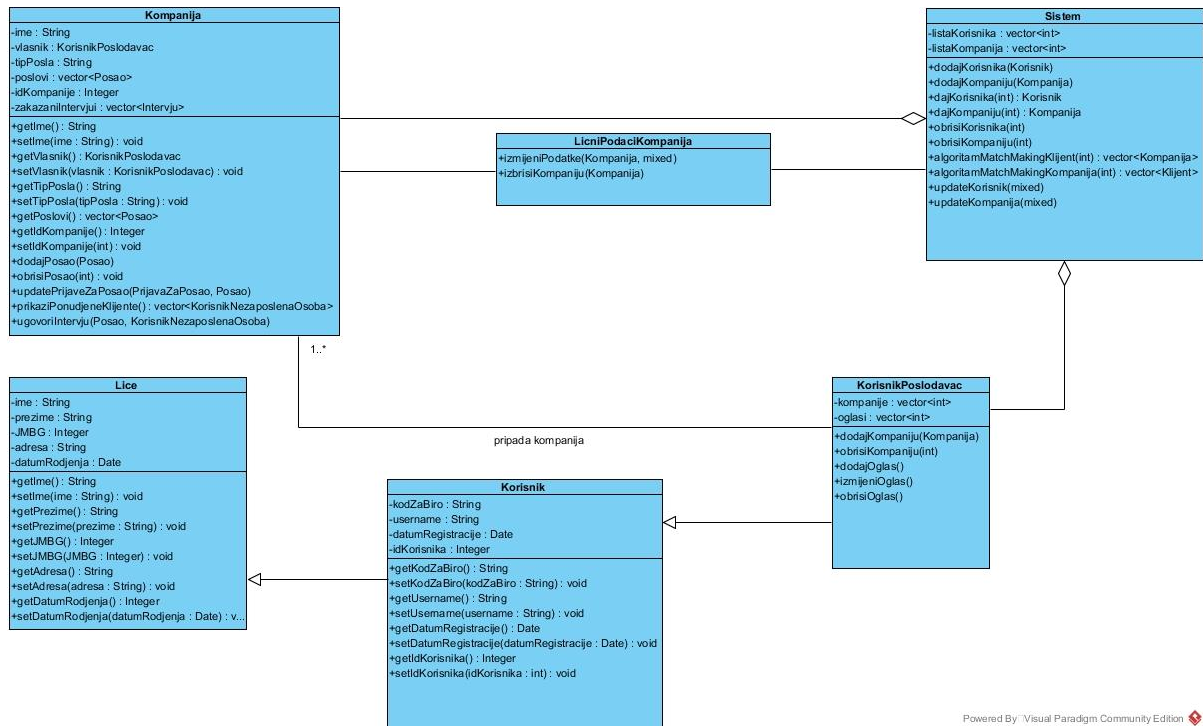 Kompanija
-ime : String
-vlasnik : KorisnikPoslodavac
-tipPosla : String
-poslovi : vector<Posao>
-idKompanije : Integer
-zakazaniIntervjui : vector<Intervju>
+getIme() : String
+setIme(ime : String) : void
+getVlasnik() : KorisnikPoslodavac
+setVlasnik(vlasnik : KorisnikPoslodavac) : void
+getTipPosla() : String
+setTipPosla(tipPosla : String) : void
+getPoslovi() : vector<Posao>
+getIdKompanije() : Integer
+setIdKompanije(int) : void
+dodajPosao(Posao)
+obrisiPosao(int) : void
+updatePrijaveZaPosao(PrijavaZaPosao, Posao)
+prikaziPonudjeneKlijente() : vector<KorisnikNezaposlenaOsoba>
+ugovoriIntervju(Posao, KorisnikNezaposlenaOsoba)
LicniPodaciKompanija
+izmijeniPodatke(Kompanija, mixed)
+izbrisiKompaniju(Kompanija)
Sistem
-listaKorisnika : vector<int>
-listaKompanija : vector<int>
+dodajKorisnika(Korisnik)
+dodajKompaniju(Kompanija)
+dajKorisnika(int) : Korisnik
+dajKompaniju(int) : Kompanija
+obrisiKorisnika(int)
+obrisiKompaniju(int)
+algoritamMatchMakingKlijent(int) : vector<Kompanija>
+algoritamMatchMakingKompanija(int) : vector<Klijent>
+updateKorisnik(mixed)
+updateKompanija(mixed)
1..*
pripada kompanija
Lice
-ime : String
-prezime : String
-JMBG : Integer
-adresa : String
-datumRodjenja : Date
+getIme() : String
+setIme(ime : String) : void
+getPrezime() : String
+setPrezime(prezime : String) : void
+getJMBG() : Integer
+setJMBG(JMBG : Integer) : void
+getAdresa() : String
+setAdresa(adresa : String) : void
+getDatumRodjenja() : Integer
+setDatumRodjenja(datumRodjenja : Date) : v...
Korisnik
-kodZaBiro : String
-username : String
-datumRegistracije : Date
-idKorisnika : Integer
+getKodZaBiro() : String
+setKodZaBiro(kodZaBiro : String) : void
+getUsername() : String
+setUsername(username : String) : void
+getDatumRegistracije() : Date
+setDatumRegistracije(datumRegistracije : Date) : void
+getIdKorisnika() : Integer
+setIdKorisnika(idKorisnika : int) : void
KorisnikPoslodavac
-kompanije : vector<int>
-oglasi : vector<int>
+dodajKompaniju(Kompanija)
+obrisiKompaniju(int)
+dodajOglas()
+izmijeniOglas()
+obrisiOglas()
Powered By Visual Paradigm Community Edition